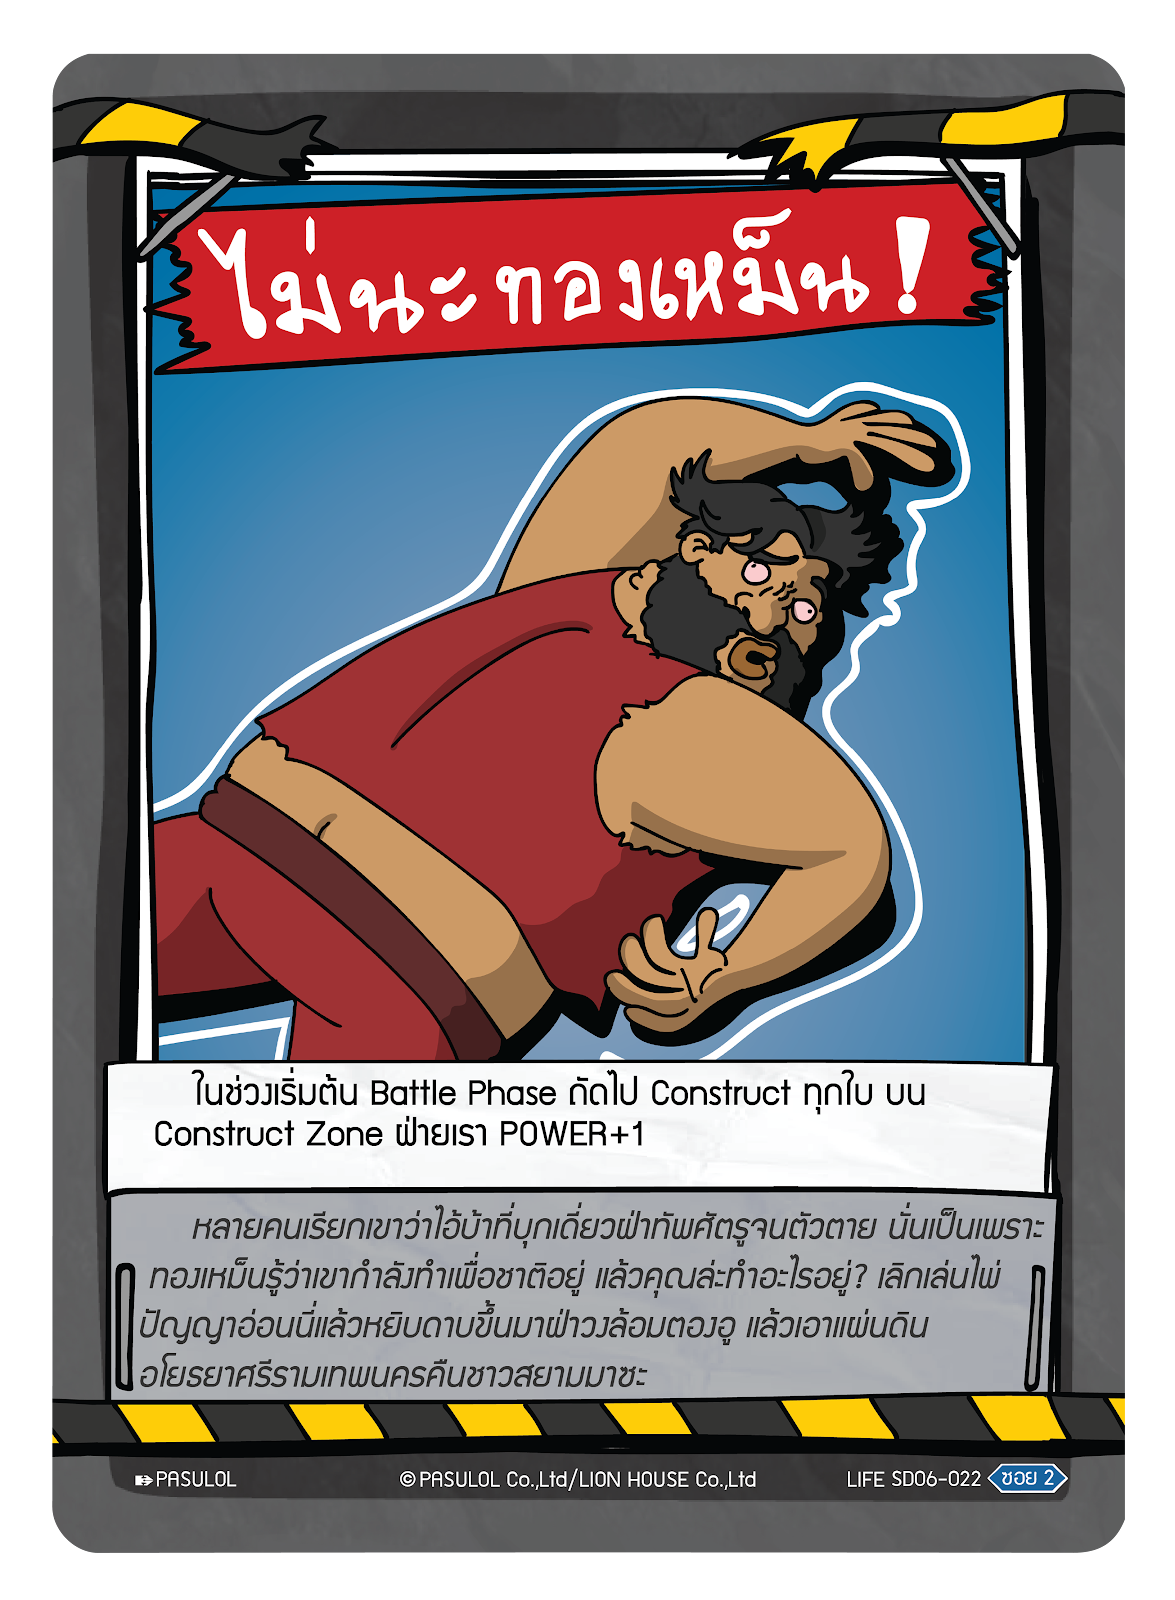 ไม่นะทองเหม็น!
ในช่วงเริ่มต้น Battle Phase ถัดไป Construct ทุกใบ บน
Construct Zone ฝ่ายเรา POWER+1
หลายคนเรียกเขาว่าไอ้บ้าที่บุกเดี่ยวฝ่าทัพศัตรูจนตัวตาย นั่นเป็นเพราะ
ทองเหม็นรู้ว่าเขากำลังทำเพื่อชาติอยู่ แล้วคุณล่ะทำอะไรอยู่? เลิกเล่นไพ่
ปัญญาอ่อนนี่แล้วหยิบดาบขึ้นมาฝ่าวงล้อมตองอู แล้วเอาแผ่นดิน
อโยธยาศรีรามเทพนครคืนชาวสยามมาซะ
PASULOL ©PASULOL Co.,Ltd/LION HOUSE Co.,Ltd LIFE SD06-022 ซอย 2